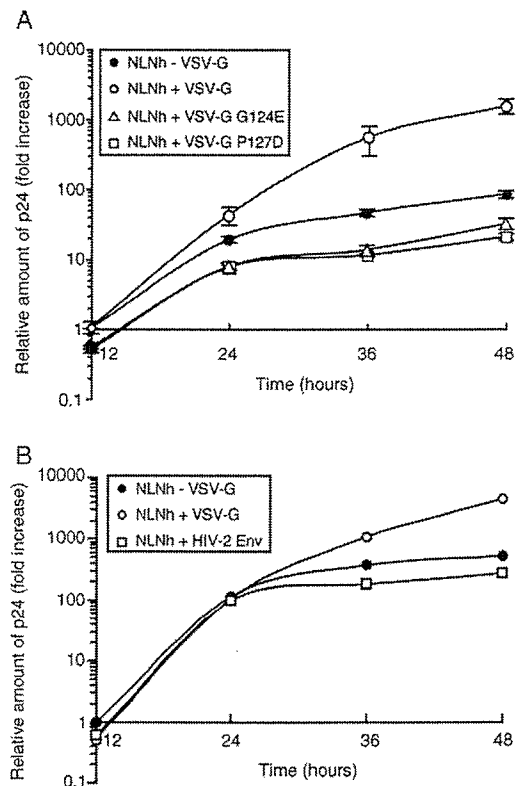 A
Relative amount of p24 (fold increase)
10000
1000
100
10
1
0.1
NLNh - VSV-G
NLNh + VSV-G
NLNh + VSV-G G124E
NLNh + VSV-G P127D
12
24
36
48
Time (hours)
B
Relative amount of p24 (fold increase)
10000
1000
100
10
1
0.1
NLNh - VSV-G
NLNh + VSV-G
NLNh + HIV-2 Env
12
24
36
48
Time (hours)